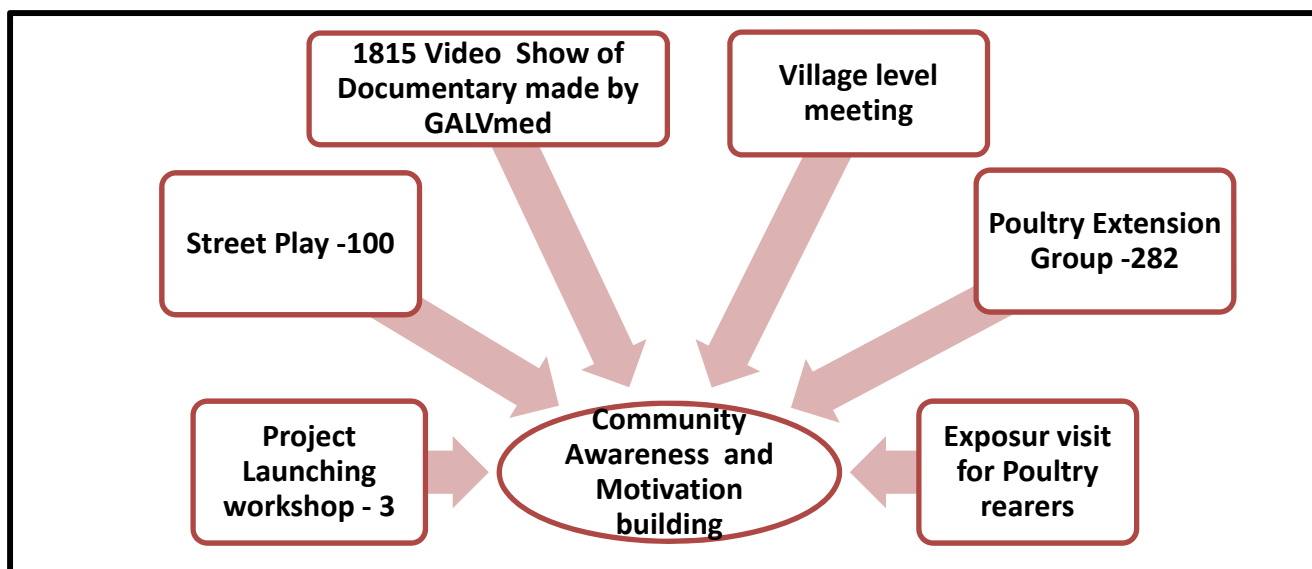 1815 Video Show of
Documentary made by
GALVmed
Village level
meeting
Street Play -100
Poultry Extension
Group -282
Project
Launching
workshop - 3
Community
Awareness and
Motivation
building
Exposur visit
for Poultry
rearers